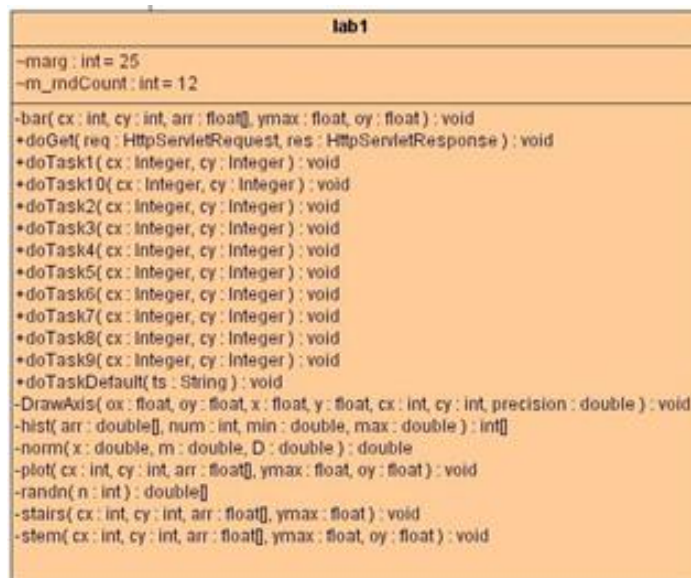 lab1
~marg : int = 25
~m_rndCount : int = 12
-bar( cx : int, cy : int, arr : float[], ymax : float, oy : float ) : void
+doGet( req : HttpServletRequest, res : HttpServletResponse ) : void
+doTask1( cx : Integer, cy : Integer ) : void
+doTask10( cx : Integer, cy : Integer ) : void
+doTask2( cx : Integer, cy : Integer ) : void
+doTask3( cx : Integer, cy : Integer ) : void
+doTask4( cx : Integer, cy : Integer ) : void
+doTask5( cx : Integer, cy : Integer ) : void
+doTask6( cx : Integer, cy : Integer ) : void
+doTask7( cx : Integer, cy : Integer ) : void
+doTask8( cx : Integer, cy : Integer ) : void
+doTask9( cx : Integer, cy : Integer ) : void
+doTaskDefault( ts : String ) : void
-DrawAxis( ox : float, oy : float, x : float, y : float, cx : int, cy : int, precision : double ) : void
-hist( arr : double[], num : int, min : double, max : double ) : int[]
-norm( x : double, m : double, D : double ) : double
-plot( cx : int, cy : int, arr : float[], ymax : float, oy : float ) : void
-randn( n : int ) : double[]
-stairs( cx : int, cy : int, arr : float[], ymax : float ) : void
-stem( cx : int, cy : int, arr : float[], ymax : float, oy : float ) : void